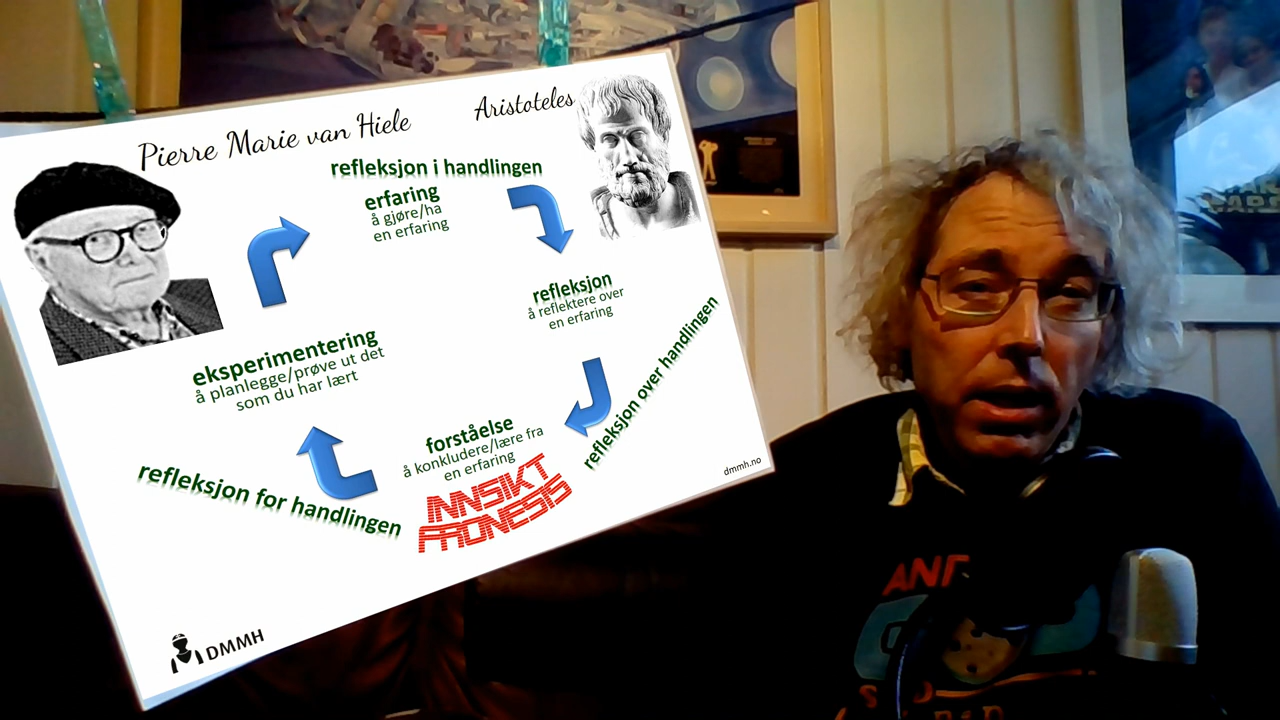 Pierre Marie van Hiele
Aristoteles
refleksjon i handlingen
erfaring
å gjøre/ha
en erfaring
refleksjon
å reflektere over
en erfaring
refleksjon over handlingen
forståelse
å konkludere/lære fra
en erfaring
INNSIKT
FRONESIS
refleksjon for handlingen
eksperimentering
å planlegge/prøve ut det
som du har lært
dmmh.no
DMMH